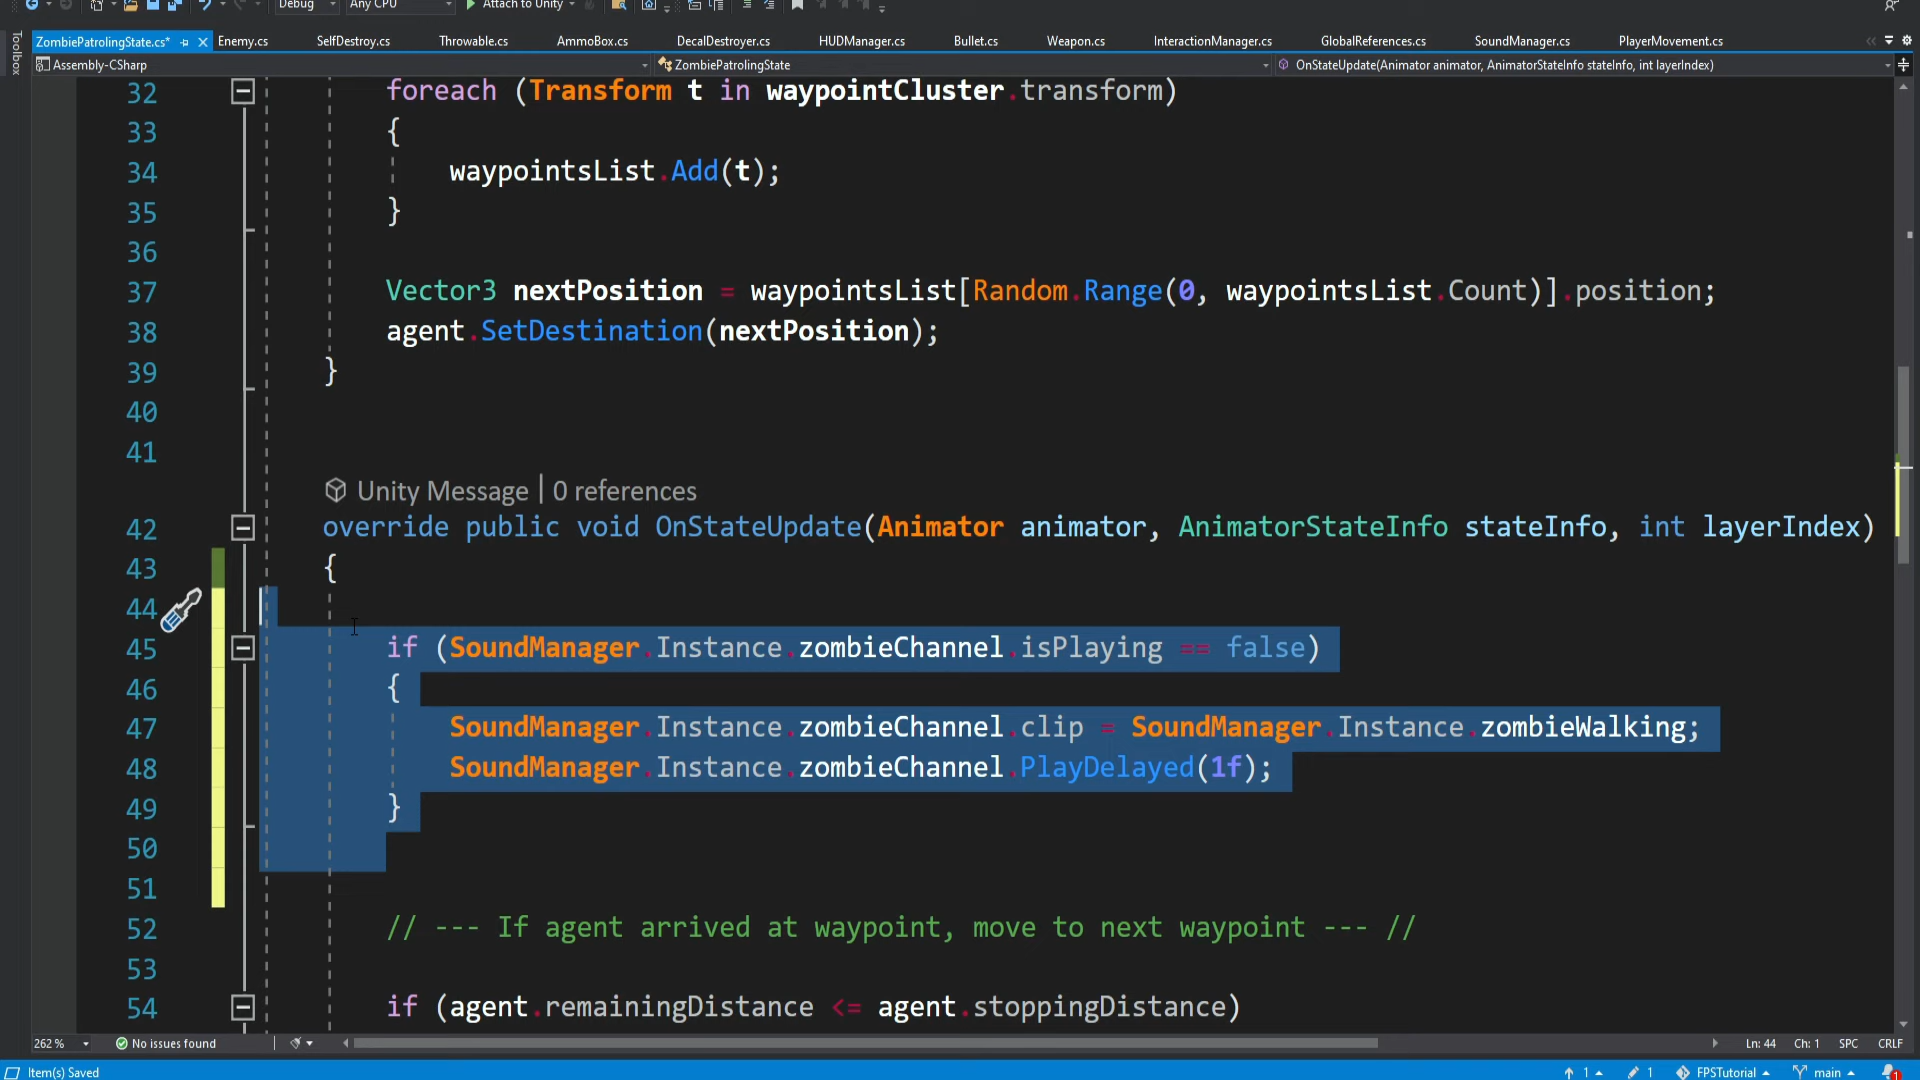 Debug
Any CPU
Attach to Unity
Toolbox
ZombiePatrolingState.cs*
Enemy.cs
SelfDestroy.cs
Throwable.cs
AmmoBox.cs
DecalDestroyer.cs
HUDManager.cs
Bullet.cs
Weapon.cs
InteractionManager.cs
GlobalReferences.cs
SoundManager.cs
PlayerMovement.cs
Assembly-CSharp
ZombiePatrolingState
OnStateUpdate(Animator animator, AnimatorStateInfo stateInfo, int layerIndex)
32 foreach (Transform t in waypointCluster.transform)
33 {
34 waypointsList.Add(t);
35 }
36
37 Vector3 nextPosition = waypointsList[Random.Range(0, waypointsList.Count)].position;
38 agent.SetDestination(nextPosition);
39 }
40
41
Unity Message | 0 references
42 override public void OnStateUpdate(Animator animator, AnimatorStateInfo stateInfo, int layerIndex)
43 {
44
45 if (SoundManager.Instance.zombieChannel.isPlaying == false)
46 {
47 SoundManager.Instance.zombieChannel.clip = SoundManager.Instance.zombieWalking;
48 SoundManager.Instance.zombieChannel.PlayDelayed(1f);
49 }
50
51
52 // --- If agent arrived at waypoint, move to next waypoint --- //
53
54 if (agent.remainingDistance <= agent.stoppingDistance)
262 %
No issues found
Ln: 44
Ch: 1
SPC
CRLF
Item(s) Saved
1
1
FPSTutorial
main
1